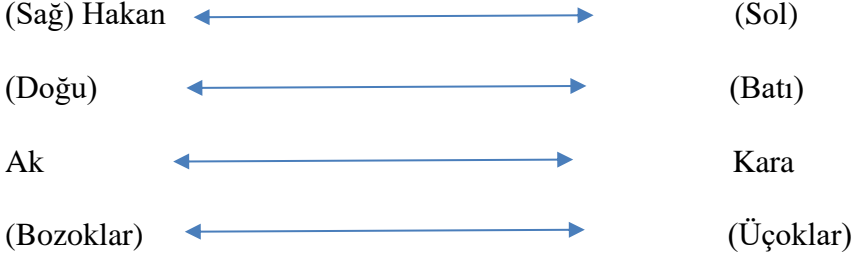 (Sağ) Hakan (Sol)
(Doğu) (Batı)
Ak Kara
(Bozoklar) (Üçoklar)